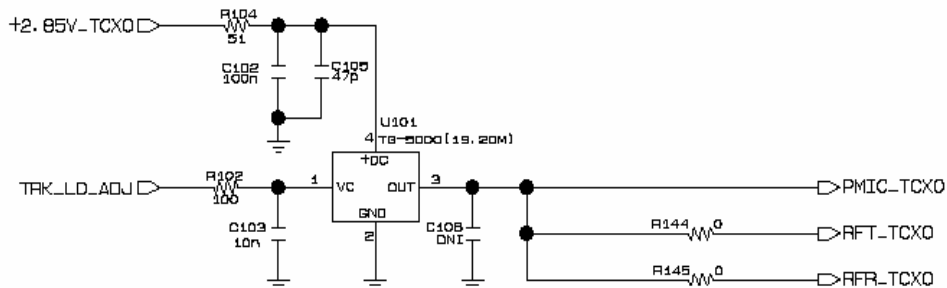 +2.85V_TCXO
R104
51
C102
100n
C105
47p
U101
4 TG-5000(19.20M)
+DC
TRK_LO_ADJ
R102
100
1
VC
OUT
3
PMIC_TCXO
GND
C103
10n
2
C106
DNI
R144
0
RFT_TCXO
R145
0
RFR_TCXO